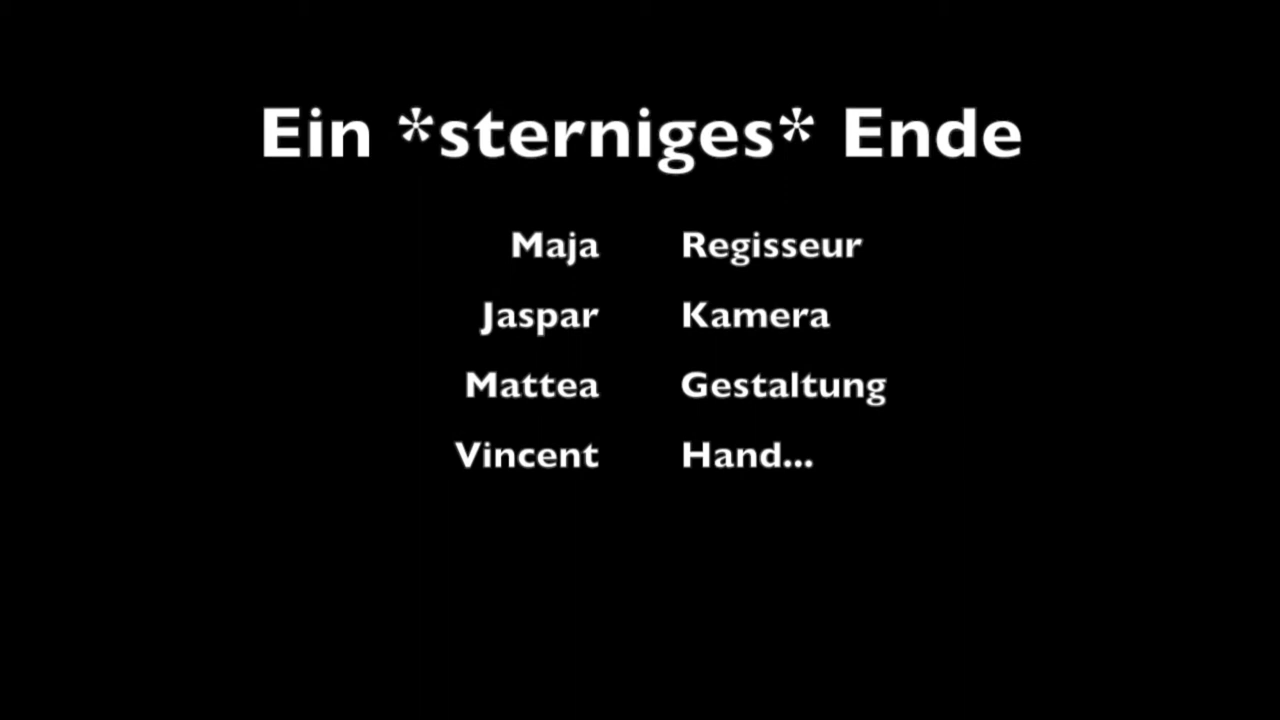 Ein *sterniges* Ende
Maja Regisseur
Jaspar Kamera
Mattea Gestaltung
Vincent Hand...